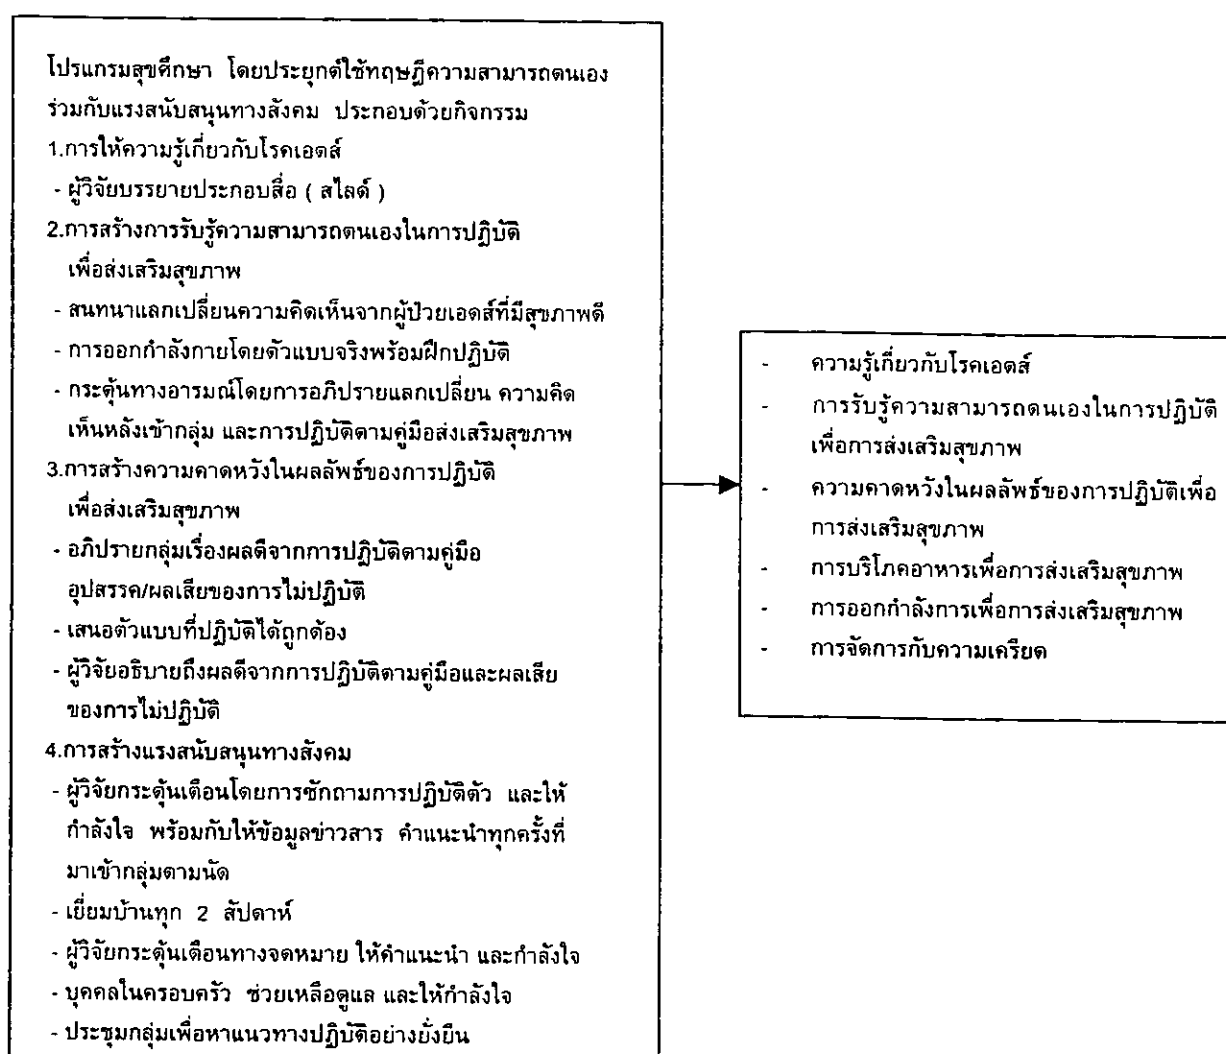 โปรแกรมสุขศึกษา โดยประยุกต์ใช้ทฤษฎีความสามารถตนเอง
ร่วมกับแรงสนับสนุนทางสังคม ประกอบด้วยกิจกรรม
1.การให้ความรู้เกี่ยวกับโรคเอดส์
- ผู้วิจัยบรรยายประกอบสื่อ ( สไลด์ )
2.การสร้างการรับรู้ความสามารถตนเองในการปฏิบัติ
เพื่อส่งเสริมสุขภาพ
- สนทนาแลกเปลี่ยนความคิดเห็นจากผู้ป่วยเอดส์ที่มีสุขภาพดี
- การออกกำลังกายโดยตัวแบบจริงพร้อมฝึกปฏิบัติ
- กระตุ้นทางอารมณ์โดยการอภิปรายแลกเปลี่ยน ความคิด
เห็นหลังเข้ากลุ่ม และการปฏิบัติตามคู่มือส่งเสริมสุขภาพ
3.การสร้างความคาดหวังในผลลัพธ์ของการปฏิบัติ
เพื่อส่งเสริมสุขภาพ
- อภิปรายกลุ่มเรื่องผลดีจากการปฏิบัติตามคู่มือ
อุปสรรค/ผลเสียของการไม่ปฏิบัติ
- เสนอตัวแบบที่ปฏิบัติได้ถูกต้อง
- ผู้วิจัยอธิบายถึงผลดีจากการปฏิบัติตามคู่มือและผลเสีย
ของการไม่ปฏิบัติ
4.การสร้างแรงสนับสนุนทางสังคม
- ผู้วิจัยกระตุ้นเตือนโดยการซักถามการปฏิบัติตัว และให้
กำลังใจ พร้อมกับให้ข้อมูลข่าวสาร คำแนะนำทุกครั้งที่
มาเข้ากลุ่มตามนัด
- เยี่ยมบ้านทุก 2 สัปดาห์
- ผู้วิจัยกระตุ้นเตือนทางจดหมาย ให้คำแนะนำ และกำลังใจ
- บุคคลในครอบครัว ช่วยเหลือดูแล และให้กำลังใจ
- ประชุมกลุ่มเพื่อหาแนวทางปฏิบัติอย่างยั่งยืน
- ความรู้เกี่ยวกับโรคเอดส์
- การรับรู้ความสามารถตนเองในการปฏิบัติ
เพื่อการส่งเสริมสุขภาพ
- ความคาดหวังในผลลัพธ์ของการปฏิบัติเพื่อ
การส่งเสริมสุขภาพ
- การบริโภคอาหารเพื่อการส่งเสริมสุขภาพ
- การออกกำลังการเพื่อการส่งเสริมสุขภาพ
- การจัดการกับความเครียด